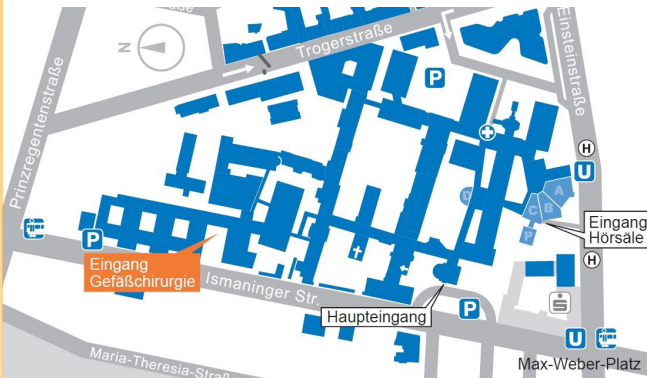 Trogerstraße
N
P
Einsteinstraße
Prinzregentenstraße
H
U
D
A
C
B
P
Eingang
Hörsäle
P
H
Eingang
Gefäßchirurgie
Ismaninger Str.
Haupteingang
P
U
Max-Weber-Platz
Maria-Theresia-Straß